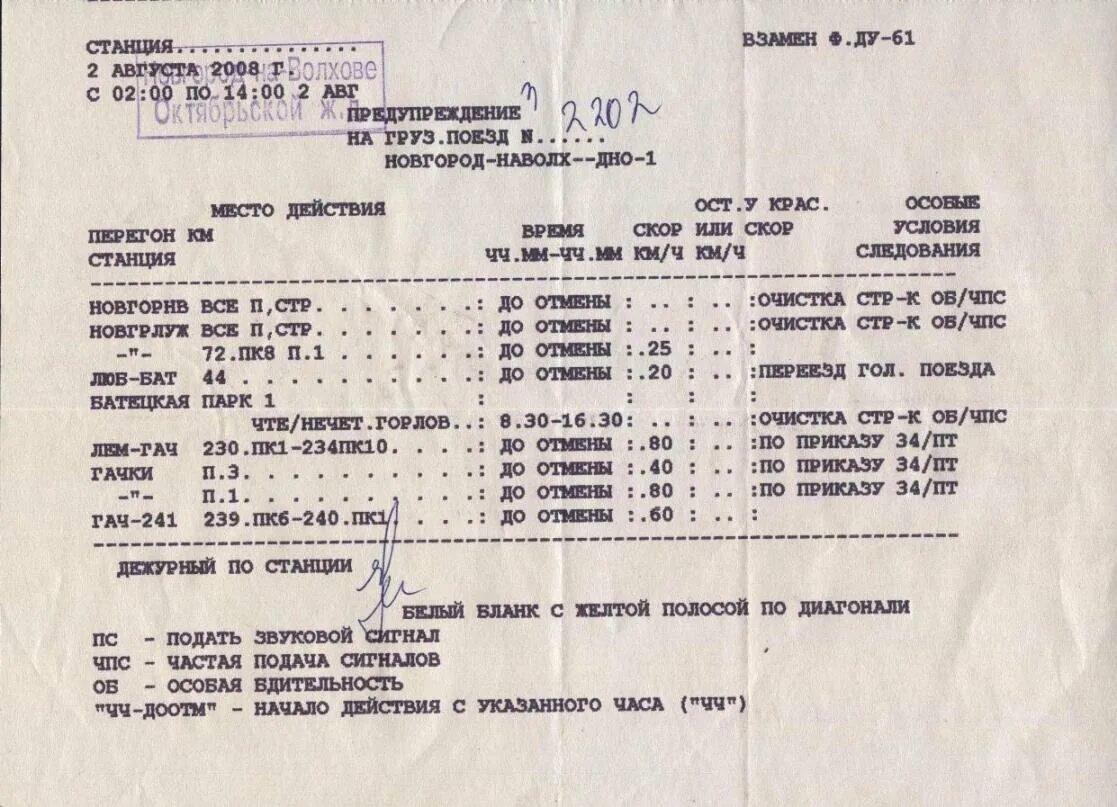 СТАНЦИЯ...............
ВЗАМЕН Ф.ДУ-61
2 АВГУСТА 2008 Г.
Новгород на-Волхове
С 02:00 ПО 14:00 2 АВГ
Октябрьской ж.д.
ПРЕДУПРЕЖДЕНИЕ
НА ГРУЗ.ПОЕЗД N...... 2202
НОВГОРОД-НАВОЛХ--ДНО-1
МЕСТО ДЕЙСТВИЯ ОСТ.У КРАС. ОСОБЫЕ
ПЕРЕГОН КМ ВРЕМЯ СКОР ИЛИ СКОР УСЛОВИЯ
СТАНЦИЯ ЧЧ.ММ-ЧЧ.ММ КМ/Ч КМ/Ч СЛЕДОВАНИЯ
НОВГОРНВ ВСЕ П,СТР. . . . . . .: ДО ОТМЕНЫ : .. : .. :ОЧИСТКА СТР-К ОБ/ЧПС
НОВГРЛУЖ ВСЕ П,СТР. . . . . . .: ДО ОТМЕНЫ : .. : .. :ОЧИСТКА СТР-К ОБ/ЧПС
-"- 72.ПК8 П.1 . . . . . .: ДО ОТМЕНЫ :.25 : .. :
ЛЮБ-БАТ 44 . . . . . . . . . .: ДО ОТМЕНЫ :.20 : .. :ПЕРЕЕЗД ГОЛ. ПОЕЗДА
БАТЕЦКАЯ ПАРК 1 : : : :
ЧТЕ/НЕЧЕТ.ГОРЛОВ..: 8.30-16.30: .. : .. :ОЧИСТКА СТР-К ОБ/ЧПС
ЛЕМ-ГАЧ 230.ПК1-234ПК10. . . .: ДО ОТМЕНЫ :.80 : .. :ПО ПРИКАЗУ 34/ПТ
ГАЧКИ П.3. . . . . . . . . .: ДО ОТМЕНЫ :.40 : .. :ПО ПРИКАЗУ 34/ПТ
-"- П.1. . . . . . . . . .: ДО ОТМЕНЫ :.80 : .. :ПО ПРИКАЗУ 34/ПТ
ГАЧ-241 239.ПК6-240.ПК1. . . .: ДО ОТМЕНЫ :.60 : .. :
ДЕЖУРНЫЙ ПО СТАНЦИИ
БЕЛЫЙ БЛАНК С ЖЕЛТОЙ ПОЛОСОЙ ПО ДИАГОНАЛИ
ПС - ПОДАТЬ ЗВУКОВОЙ СИГНАЛ
ЧПС - ЧАСТАЯ ПОДАЧА СИГНАЛОВ
ОБ - ОСОБАЯ БДИТЕЛЬНОСТЬ
"ЧЧ-ДООТМ" - НАЧАЛО ДЕЙСТВИЯ С УКАЗАННОГО ЧАСА ("ЧЧ")